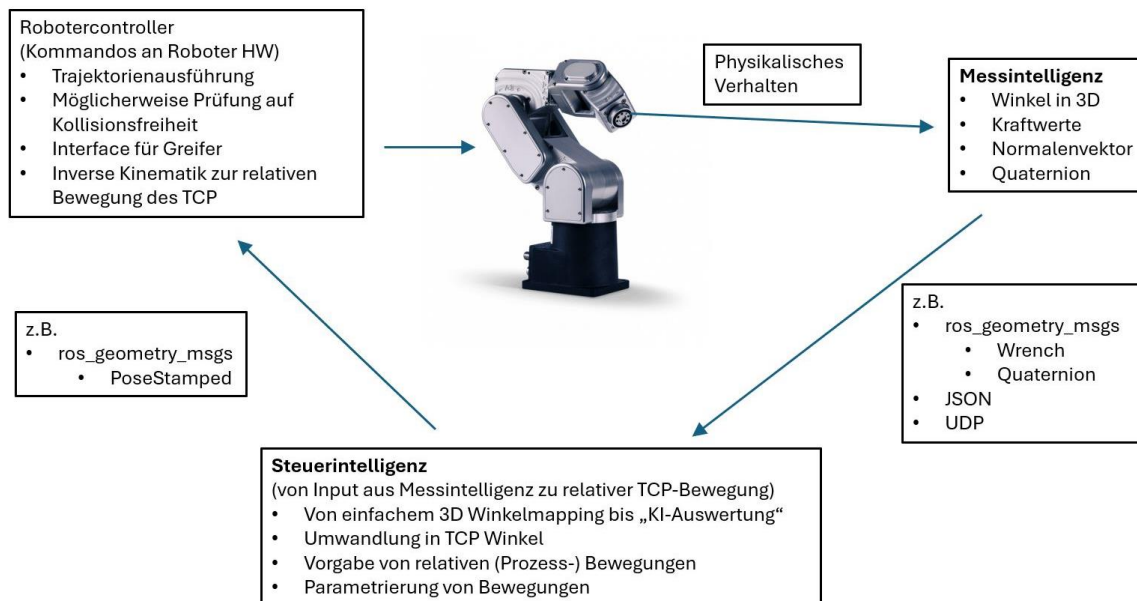 Robotercontroller
(Kommandos an Roboter HW)
• Trajektorienausführung
• Möglicherweise Prüfung auf
Kollisionsfreiheit
• Interface für Greifer
• Inverse Kinematik zur relativen
Bewegung des TCP
Physikalisches
Verhalten
Messintelligenz
• Winkel in 3D
• Kraftwerte
• Normalenvektor
• Quaternion
z.B.
• ros_geometry_msgs
• PoseStamped
z.B.
• ros_geometry_msgs
• Wrench
• Quaternion
• JSON
• UDP
Steuerintelligenz
(von Input aus Messintelligenz zu relativer TCP-Bewegung)
• Von einfachem 3D Winkelmapping bis „KI-Auswertung“
• Umwandlung in TCP Winkel
• Vorgabe von relativen (Prozess-) Bewegungen
• Parametrierung von Bewegungen